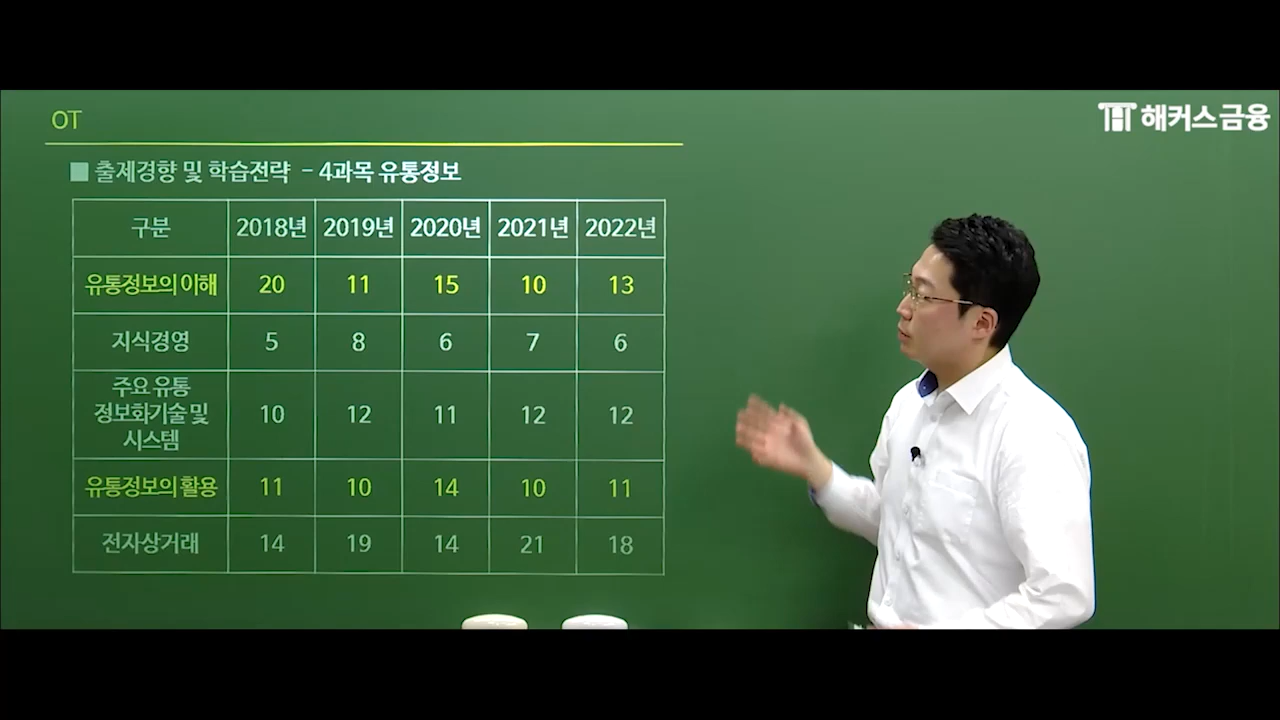 OT
해커스금융
■ 출제경향 및 학습전략 - 4과목 유통정보
구분 2018년 2019년 2020년 2021년 2022년
유통정보의 이해 20 11 15 10 13
지식경영 5 8 6 7 6
주요 유통
정보화기술 및
시스템
10 12 11 12 12
유통정보의 활용 11 10 14 10 11
전자상거래 14 19 14 21 18